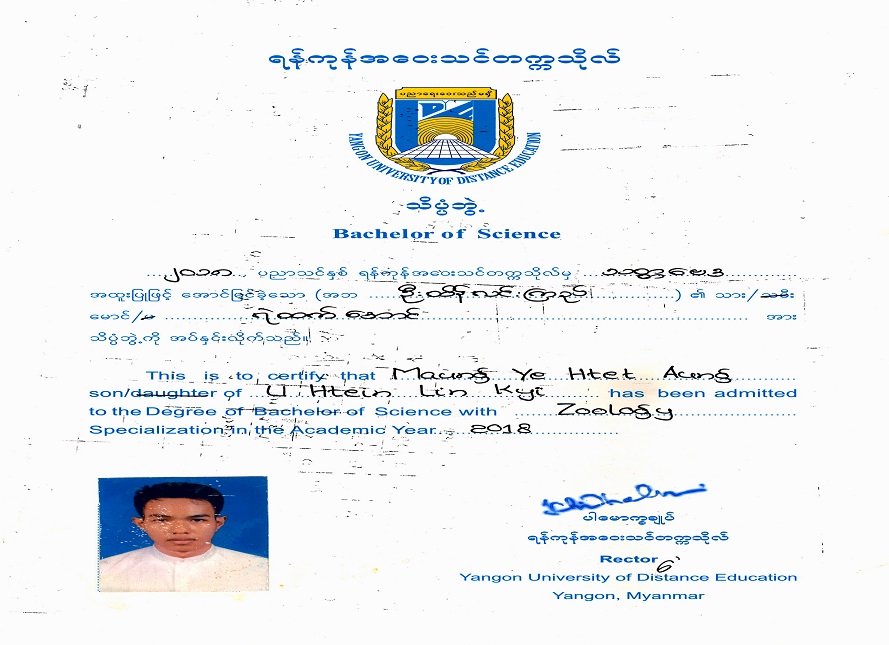 ရန်ကုန်အဝေးသင်တက္ကသိုလ်
ပညာရေးဝေးသည်မရှိ
YANGON UNIVERSITY OF DISTANCE EDUCATION
သိပ္ပံဘွဲ့
Bachelor of Science
၂၀၁၈ ပညာသင်နှစ် ရန်ကုန်အဝေးသင်တက္ကသိုလ်မှ သတ္တဗေဒ
အထူးပြုဖြင့် အောင်မြင်ခဲ့သော (အဘ ဦးထိန်လင်း) ၏ သား/သမီး
မောင်/မ ရဲထက်အောင် အား
သိပ္ပံဘွဲ့ကို အပ်နှင်းလိုက်သည်။
This is to certify that Maung Ye Htet Aung
son/daughter of U Htein Lin Kyi has been admitted
to the Degree of Bachelor of Science with Zoology
Specialization in the Academic Year 2018
ပါမောက္ခချုပ်
ရန်ကုန်အဝေးသင်တက္ကသိုလ်
Rector
Yangon University of Distance Education
Yangon, Myanmar